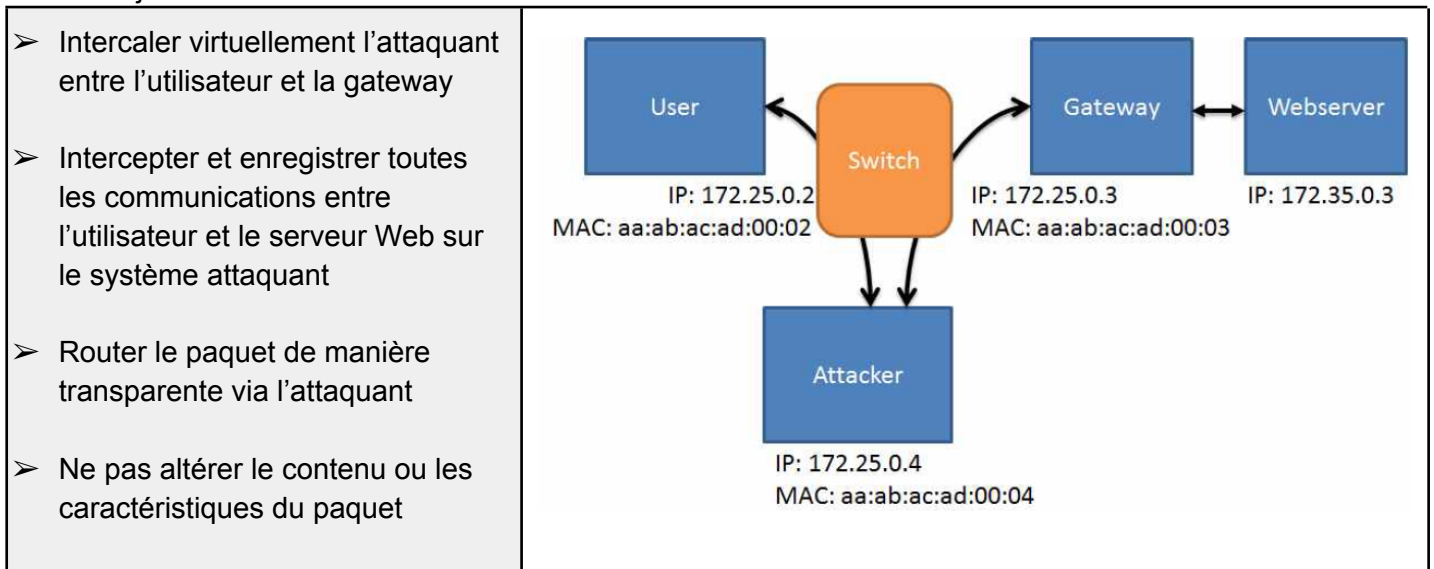 ➢ Intercaler virtuellement l’attaquant
entre l’utilisateur et la gateway
➢ Intercepter et enregistrer toutes
les communications entre
l’utilisateur et le serveur Web sur
le système attaquant
➢ Router le paquet de manière
transparente via l’attaquant
➢ Ne pas altérer le contenu ou les
caractéristiques du paquet
User
Switch
Gateway
Webserver
IP: 172.25.0.2
MAC: aa:ab:ac:ad:00:02
IP: 172.25.0.3
MAC: aa:ab:ac:ad:00:03
IP: 172.35.0.3
Attacker
IP: 172.25.0.4
MAC: aa:ab:ac:ad:00:04